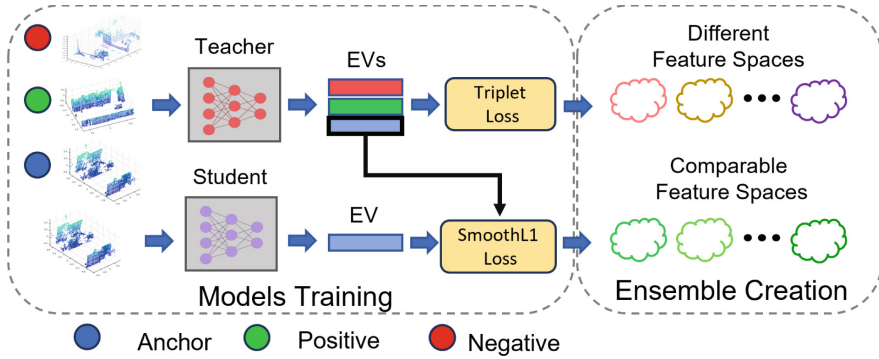 Teacher
EVs
Triplet
Loss
Different
Feature Spaces
Student
EV
SmoothL1
Loss
Comparable
Feature Spaces
Models Training
Ensemble Creation
Anchor
Positive
Negative